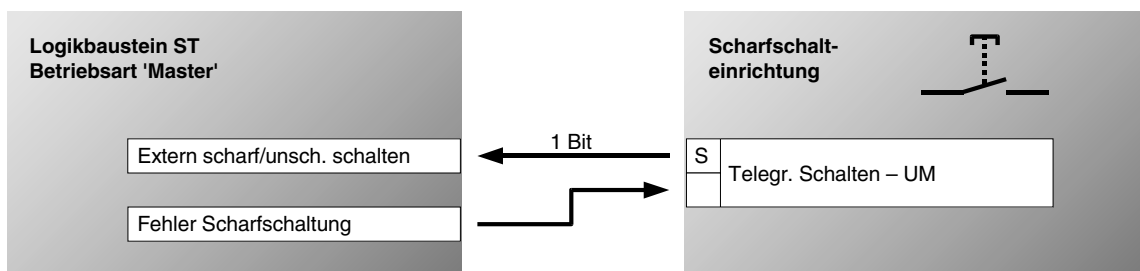 Logikbaustein ST
Betriebsart 'Master'
Extern scharf/unsch. schalten
Fehler Scharfschaltung
1 Bit
Scharfschalt-
einrichtung
S
Telegr. Schalten – UM